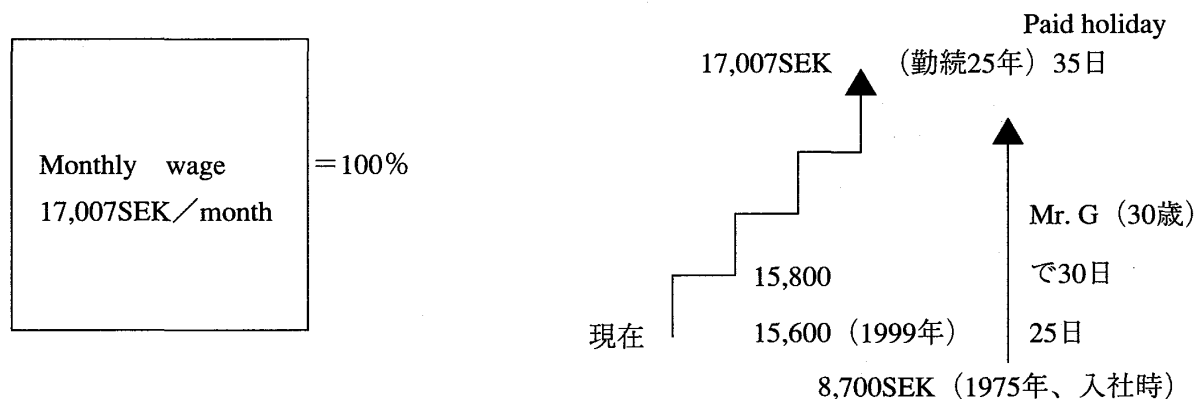 Paid holiday
17,007SEK (勤続25年) 35日
Monthly wage
17,007SEK/month
=100%
Mr. G (30歳)
で30日
15,800
現在
15,600 (1999年)
25日
8,700SEK (1975年、入社時)